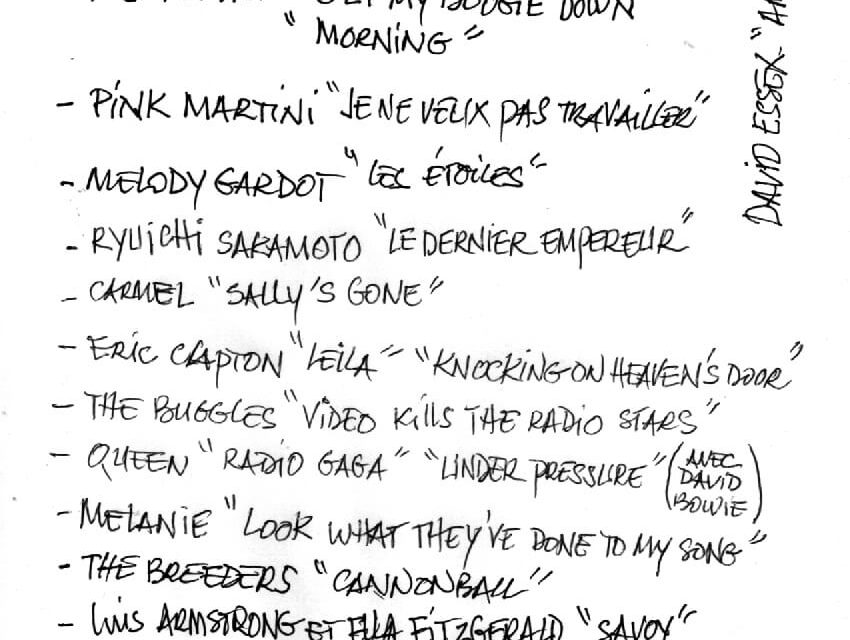 GET MY BOOGIE DOWN
" MORNING "
- PINK MARTINI "JE NE VEUX PAS TRAVAILLER"
- MELODY GARDOT "LES ÉTOILES"
- RYUICHI SAKAMOTO "LE DERNIER EMPEREUR"
- CARMEL "SALLY'S GONE"
- ERIC CLAPTON "LEILA" "KNOCKING ON HEAVEN'S DOOR"
- THE BUGGLES "VIDEO KILLS THE RADIO STARS"
- QUEEN "RADIO GAGA" "UNDER PRESSURE" (AVEC
DAVID
BOWIE)
- MELANIE "LOOK WHAT THEY'VE DONE TO MY SONG"
- THE BREEDERS "CANNONBALL"
- LUIS ARMSTRONG ET ELLA FITZGERALD "SAVOY"
DAVID ESSEX "